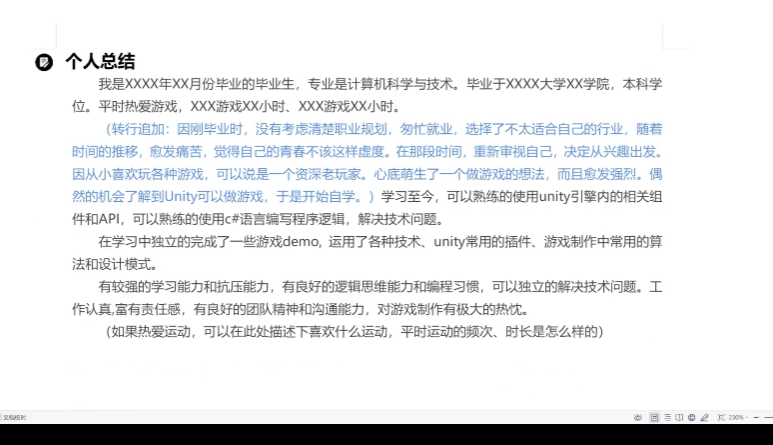 个人总结
我是XXXX年XX月份毕业的毕业生，专业是计算机科学与技术。毕业于XXXX大学XX学院，本科学
位。平时热爱游戏，XXX游戏XX小时、XXX游戏XX小时。
（转行追加：因刚毕业时，没有考虑清楚职业规划，匆忙就业，选择了不太适合自己的行业，随着
时间的推移，愈发痛苦，觉得自己的青春不该这样虚度。在那段时间，重新审视自己，决定从兴趣出发。
因从小喜欢玩各种游戏，可以说是一个资深老玩家。心底萌生了一个做游戏的想法，而且愈发强烈。偶
然的机会了解到Unity可以做游戏，于是开始自学。）学习至今，可以熟练的使用unity引擎内的相关组
件和API，可以熟练的使用c#语言编写程序逻辑，解决技术问题。
在学习中独立的完成了一些游戏demo, 运用了各种技术、unity常用的插件、游戏制作中常用的算
法和设计模式。
有较强的学习能力和抗压能力，有良好的逻辑思维能力和编程习惯，可以独立的解决技术问题。工
作认真,富有责任感，有良好的团队精神和沟通能力，对游戏制作有极大的热忱。
（如果热爱运动，可以在此处描述下喜欢什么运动，平时运动的频次、时长是怎么样的）
文档校对 230%